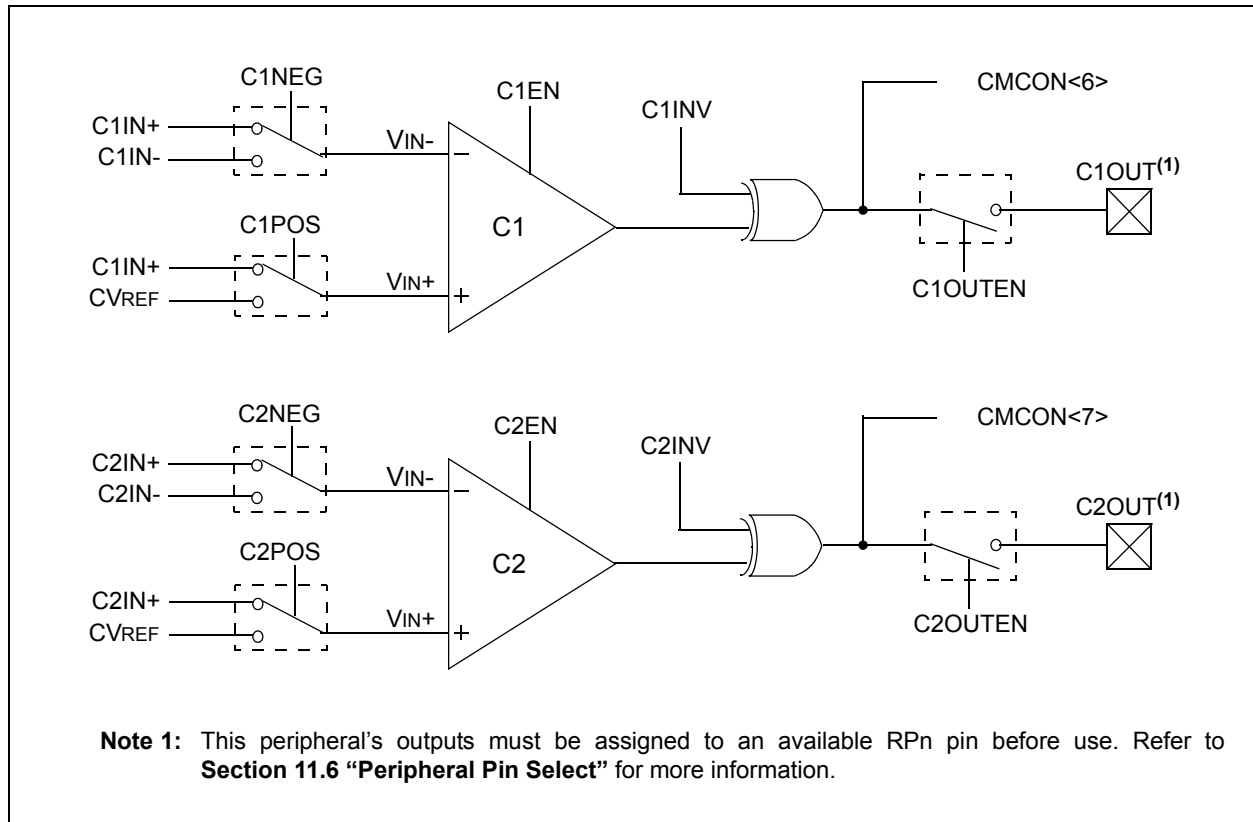 C1NEG
C1EN
C1INV
CMCON<6>
C1IN+
C1IN-
VIN-
−
C1OUT(1)
C1
C1POS
C1IN+
CVREF
VIN+
+
C1OUTEN
C2NEG
C2EN
C2INV
CMCON<7>
C2IN+
C2IN-
VIN-
−
C2OUT(1)
C2
C2POS
C2IN+
CVREF
VIN+
+
C2OUTEN
Note 1: This peripheral's outputs must be assigned to an available RPn pin before use. Refer to
Section 11.6 “Peripheral Pin Select” for more information.